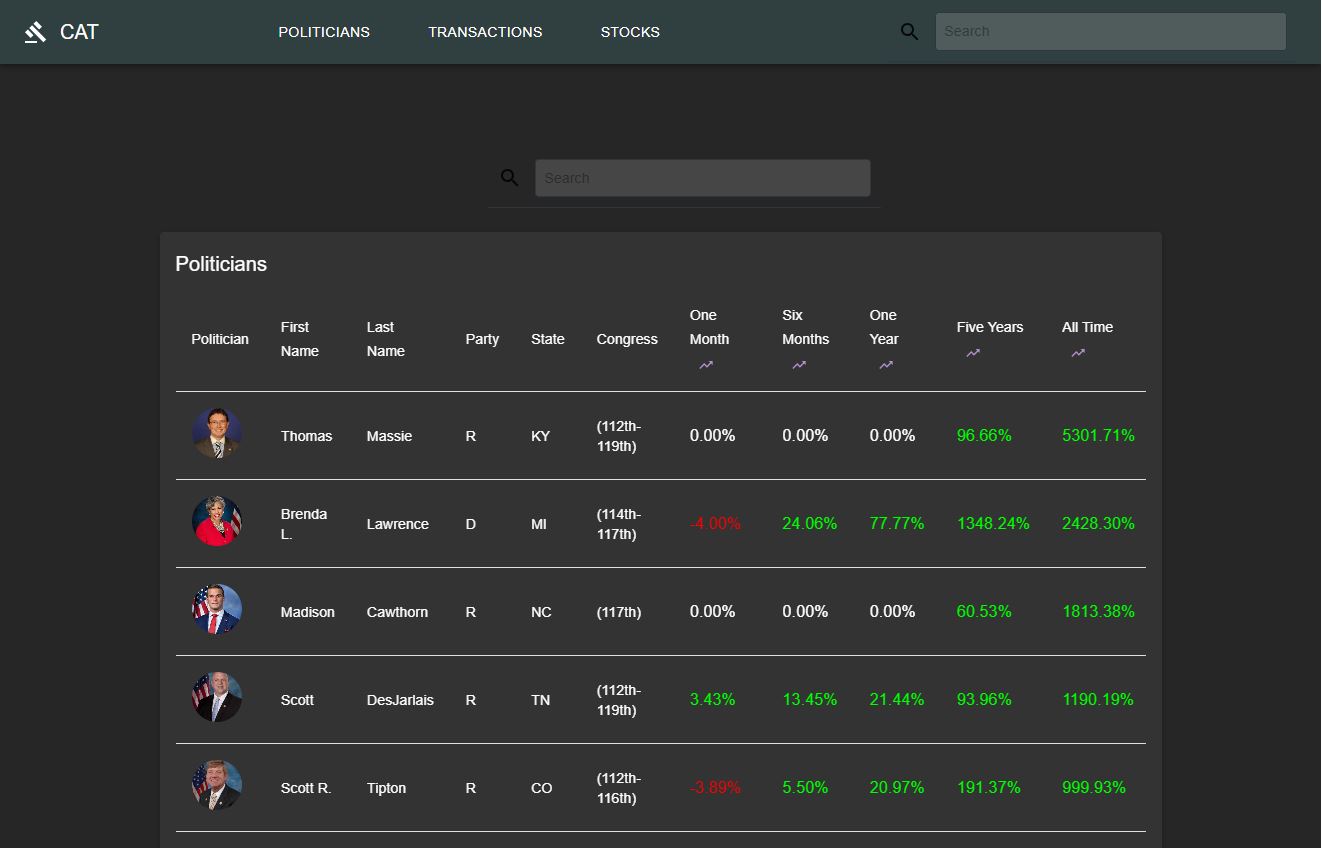 CAT POLITICIANS TRANSACTIONS STOCKS Search
Search
Politicians
Politician First Name Last Name Party State Congress One Month Six Months One Year Five Years All Time
Thomas Massie R KY (112th-119th) 0.00% 0.00% 0.00% 96.66% 5301.71%
Brenda L. Lawrence D MI (114th-117th) -4.00% 24.06% 77.77% 1348.24% 2428.30%
Madison Cawthorn R NC (117th) 0.00% 0.00% 0.00% 60.53% 1813.38%
Scott DesJarlais R TN (112th-119th) 3.43% 13.45% 21.44% 93.96% 1190.19%
Scott R. Tipton R CO (112th-116th) -3.89% 5.50% 20.97% 191.37% 999.93%